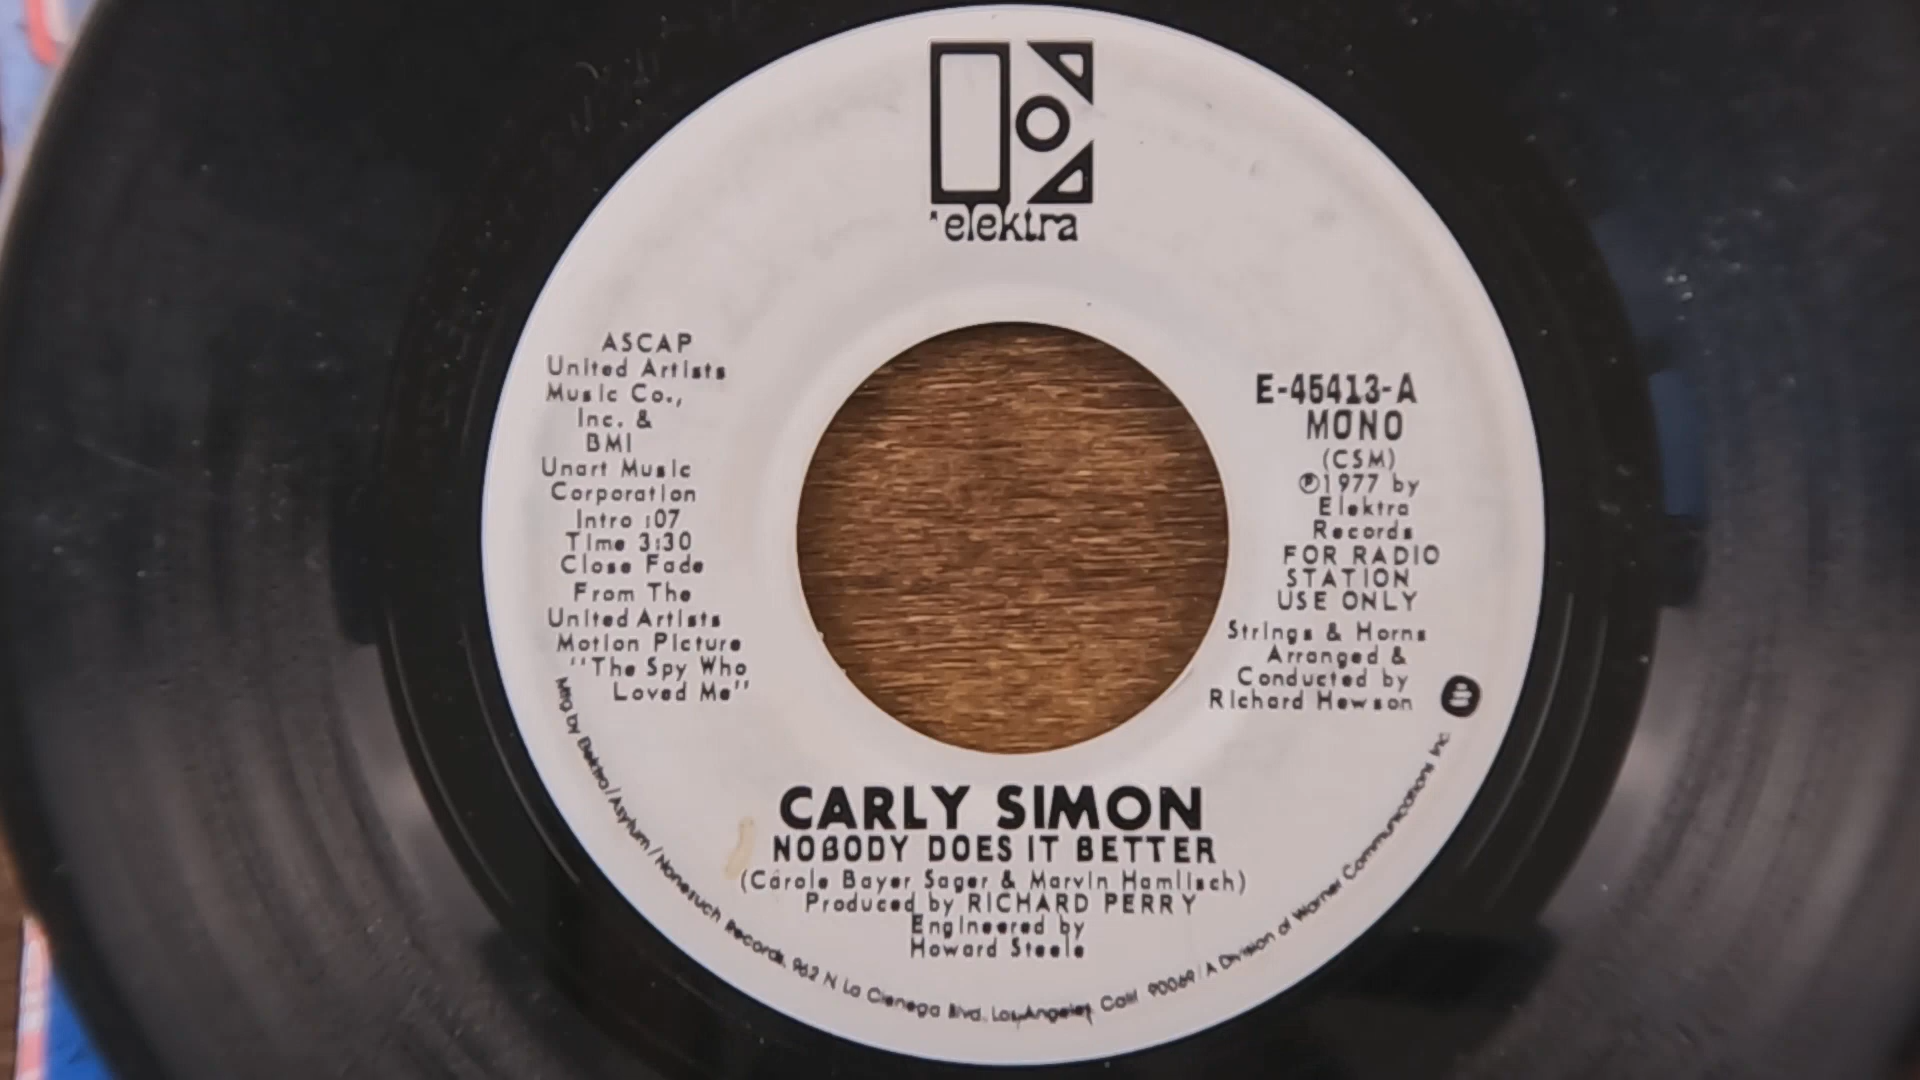 elektra
ASCAP
United Artists
Music Co.,
Inc. &
BMI
Unart Music
Corporation
Intro :07
Time 3:30
Close Fade
From The
United Artists
Motion Picture
"The Spy Who
Loved Me"
E-45413-A
MONO
(CSM)
℗1977 by
Elektra
Records
FOR RADIO
STATION
USE ONLY
Strings & Horns
Arranged &
Conducted by
Richard Hewson
CARLY SIMON
NOBODY DOES IT BETTER
(Carole Bayer Sager & Marvin Hamlisch)
Produced by RICHARD PERRY
Engineered by
Howard Steele
Mfg by Elektra/Asylum/Nonesuch Records, 962 N La Cienega Blvd, Los Angeles, Calif 90069/A Division of Warner Communications Inc.